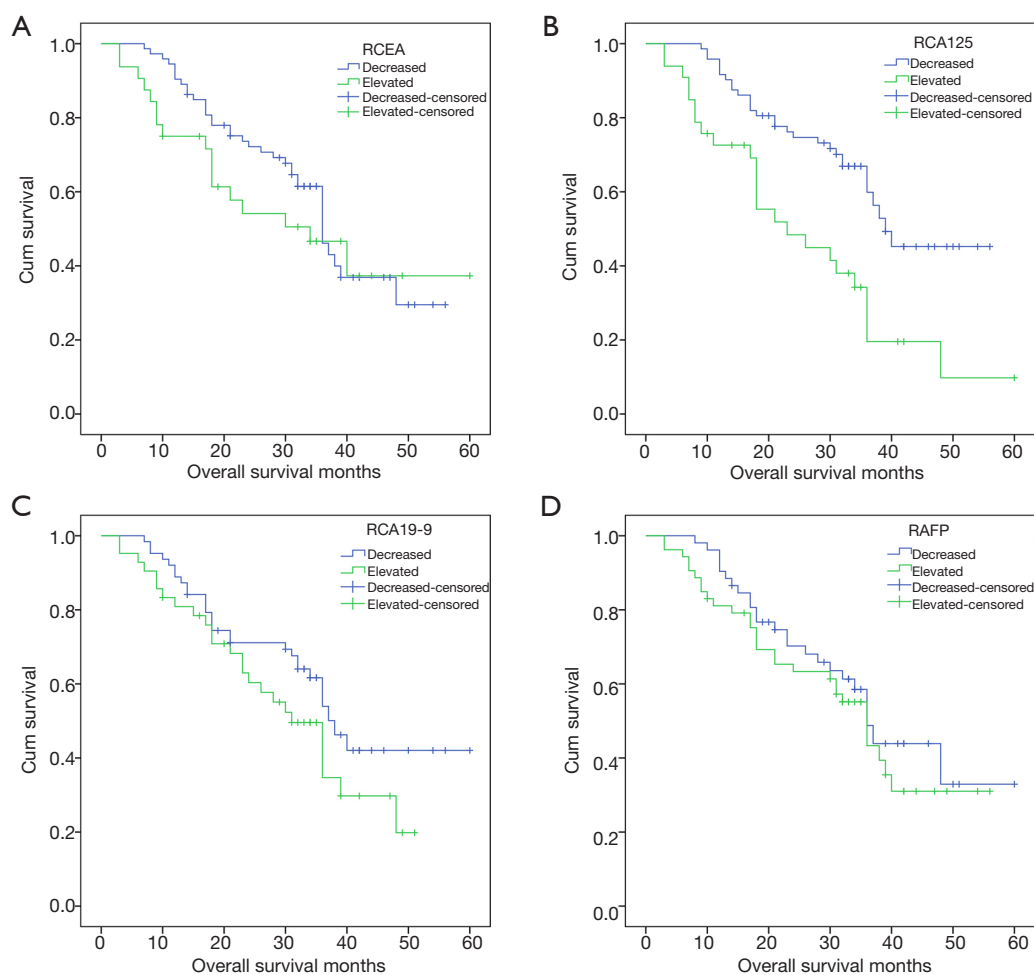 A
RCEA
Decreased
Elevated
Decreased-censored
Elevated-censored
Cum survival
1.0
0.8
0.6
0.4
0.2
0.0
0 10 20 30 40 50 60
Overall survival months
B
RCA125
Decreased
Elevated
Decreased-censored
Elevated-censored
Cum survival
1.0
0.8
0.6
0.4
0.2
0.0
0 10 20 30 40 50 60
Overall survival months
C
RCA19-9
Decreased
Elevated
Decreased-censored
Elevated-censored
Cum survival
1.0
0.8
0.6
0.4
0.2
0.0
0 10 20 30 40 50 60
Overall survival months
D
RAFP
Decreased
Elevated
Decreased-censored
Elevated-censored
Cum survival
1.0
0.8
0.6
0.4
0.2
0.0
0 10 20 30 40 50 60
Overall survival months